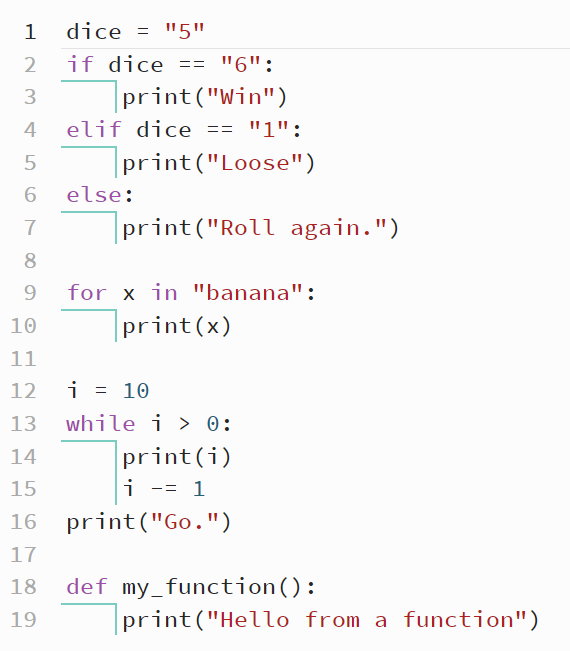 1 dice = "5"
2 if dice == "6":
3 print("Win")
4 elif dice == "1":
5 print("Loose")
6 else:
7 print("Roll again.")
8
9 for x in "banana":
10 print(x)
11
12 i = 10
13 while i > 0:
14 print(i)
15 i -= 1
16 print("Go.")
17
18 def my_function():
19 print("Hello from a function")